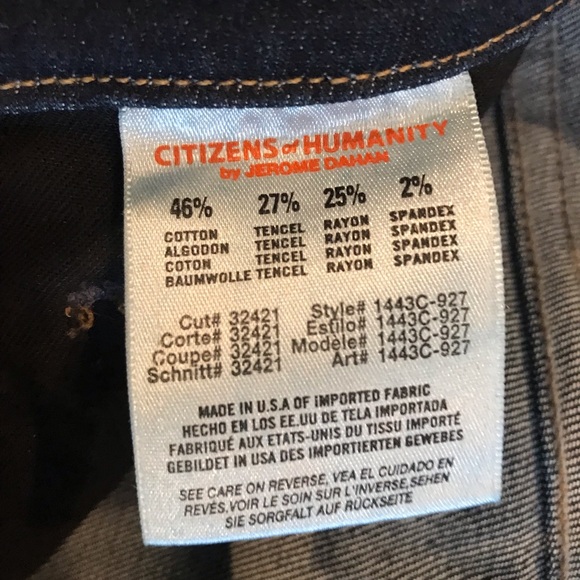 CITIZENS of HUMANITY
by JEROME DAHAN
46% 27% 25% 2%
COTTON TENCEL RAYON SPANDEX
ALGODON TENCEL RAYON SPANDEX
COTON TENCEL RAYON SPANDEX
BAUMWOLLE TENCEL RAYON SPANDEX
Cut# 32421 Style# 1443C-927
Corte# 32421 Estilo# 1443C-927
Coupe# 32421 Modele# 1443C-927
Schnitt# 32421 Art# 1443C-927
MADE IN U.S.A OF IMPORTED FABRIC
HECHO EN LOS EE.UU DE TELA IMPORTADA
FABRIQUÉ AUX ETATS-UNIS DU TISSU IMPORTÉ
GEBILDET IN USA DES IMPORTIERTEN GEWEBES
SEE CARE ON REVERSE, VEA EL CUIDADO EN
REVÉS,VOIR LE SOIN SUR L'INVERSE,SEHEN
SIE SORGFALT AUF RÜCKSEITE